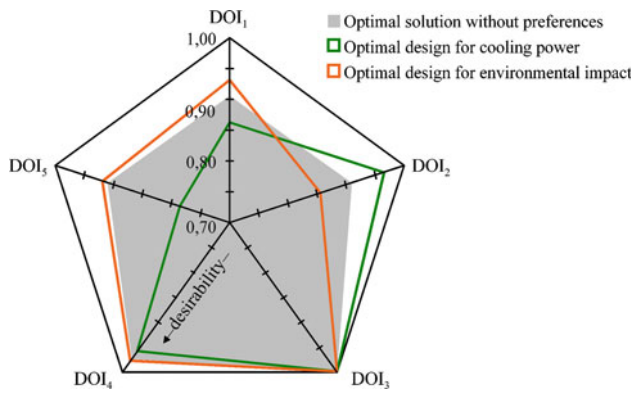 DOI1
1,00
Optimal solution without preferences
Optimal design for cooling power
Optimal design for environmental impact
0,90
DOI5
0,80
DOI2
0,70
desirability
DOI4
DOI3